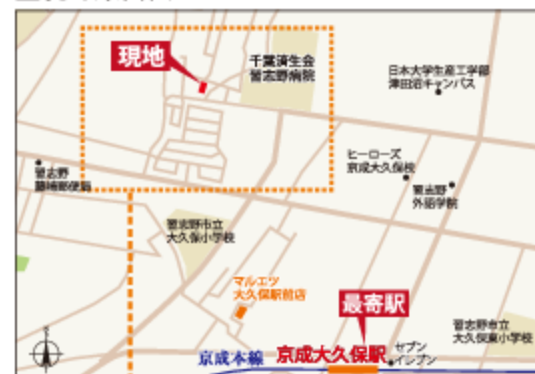 現地
千葉済生会
習志野病院
日本大学生産工学部
津田沼キャンパス
ヒーローズ
京成大久保校
習志野
藤崎郵便局
習志野
外語学院
習志野市立
大久保小学校
マルエツ
大久保駅前店
最寄駅
習志野市立
大久保東小学校
セブン
イレブン
京成本線
京成大久保駅